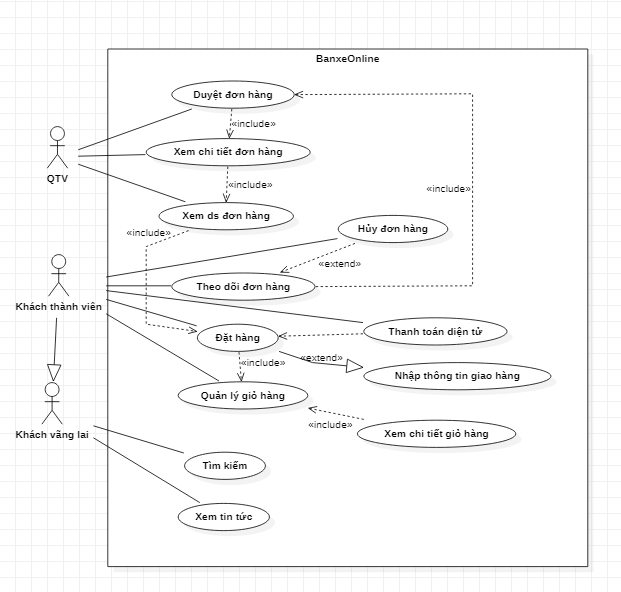 BanxeOnline
Duyệt đơn hàng
«include»
Xem chi tiết đơn hàng
QTV
«include»
«include»
Xem ds đơn hàng
«include»
Hủy đơn hàng
«extend»
Theo dõi đơn hàng
Khách thành viên
Thanh toán diện tử
Đặt hàng
«extend»
«include»
Nhập thông tin giao hàng
Quản lý giỏ hàng
«include»
Xem chi tiết giỏ hàng
Khách vãng lai
Tìm kiếm
Xem tin tức